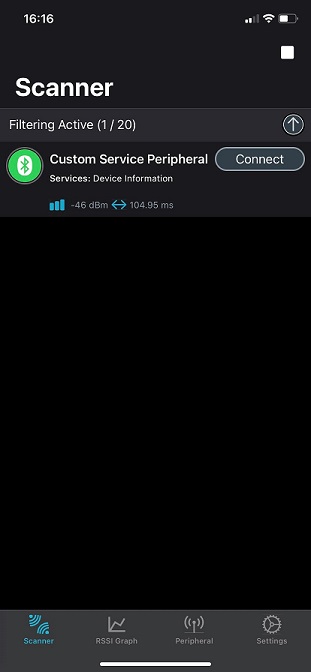 16:16
Scanner
Filtering Active (1 / 20)
Custom Service Peripheral
Connect
Services: Device Information
-46 dBm
104.95 ms
Scanner
RSSI Graph
Peripheral
Settings